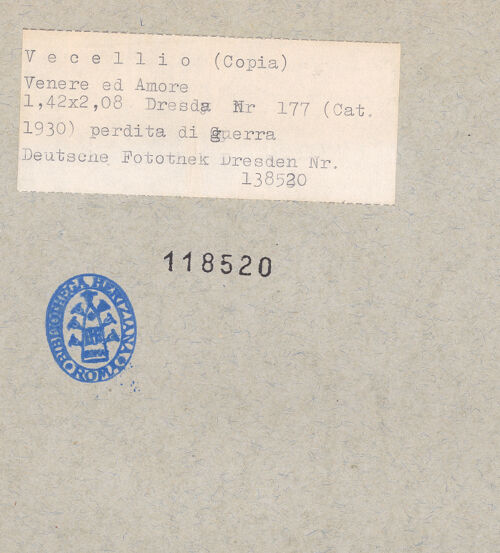 Vecellio (Copia)
Venere ed Amore
1,42x2,08 Dresda Nr 177 (Cat.
1930) perdita di guerra
Deutsche Fotothek Dresden Nr.
138520
118520
BIBLIOTHECA HERTZIANA
ROMA